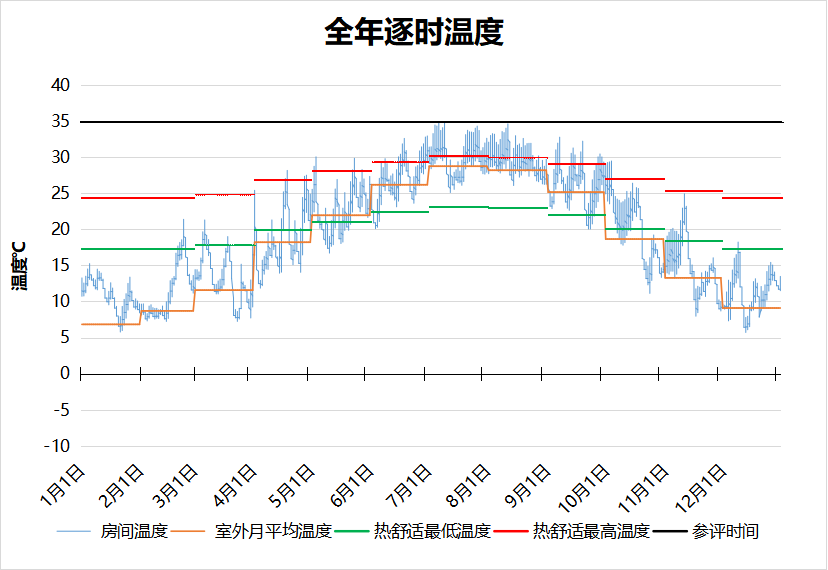 全年逐时温度
40
35
30
25
20
15
10
5
0
-5
-10
温度℃
1月1日
2月1日
3月1日
4月1日
5月1日
6月1日
7月1日
8月1日
9月1日
10月1日
11月1日
12月1日
房间温度 室外月平均温度 热舒适最低温度 热舒适最高温度 参评时间